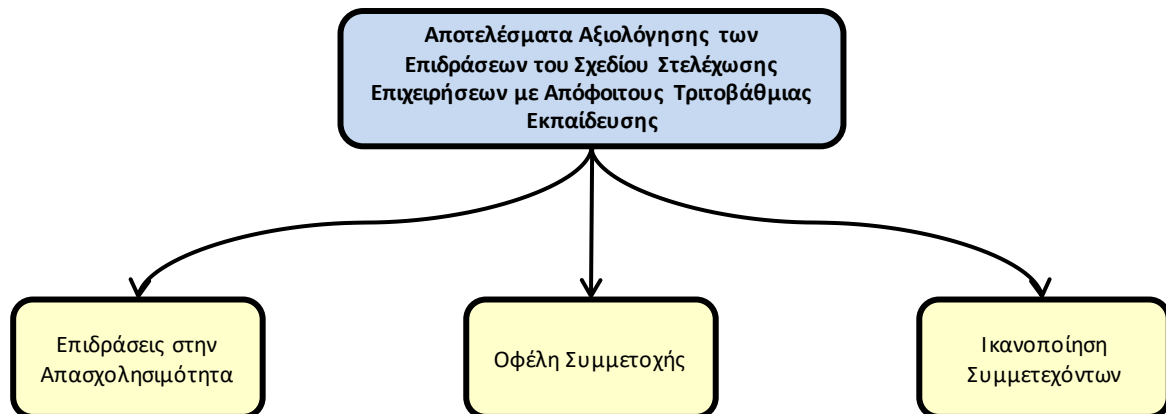 Αποτελέσματα Αξιολόγησης των
Επιδράσεων του Σχεδίου Στελέχωσης
Επιχειρήσεων με Απόφοιτους Τριτοβάθμιας
Εκπαίδευσης
Επιδράσεις στην
Απασχολησιμότητα
Οφέλη Συμμετοχής
Ικανοποίηση
Συμμετεχόντων